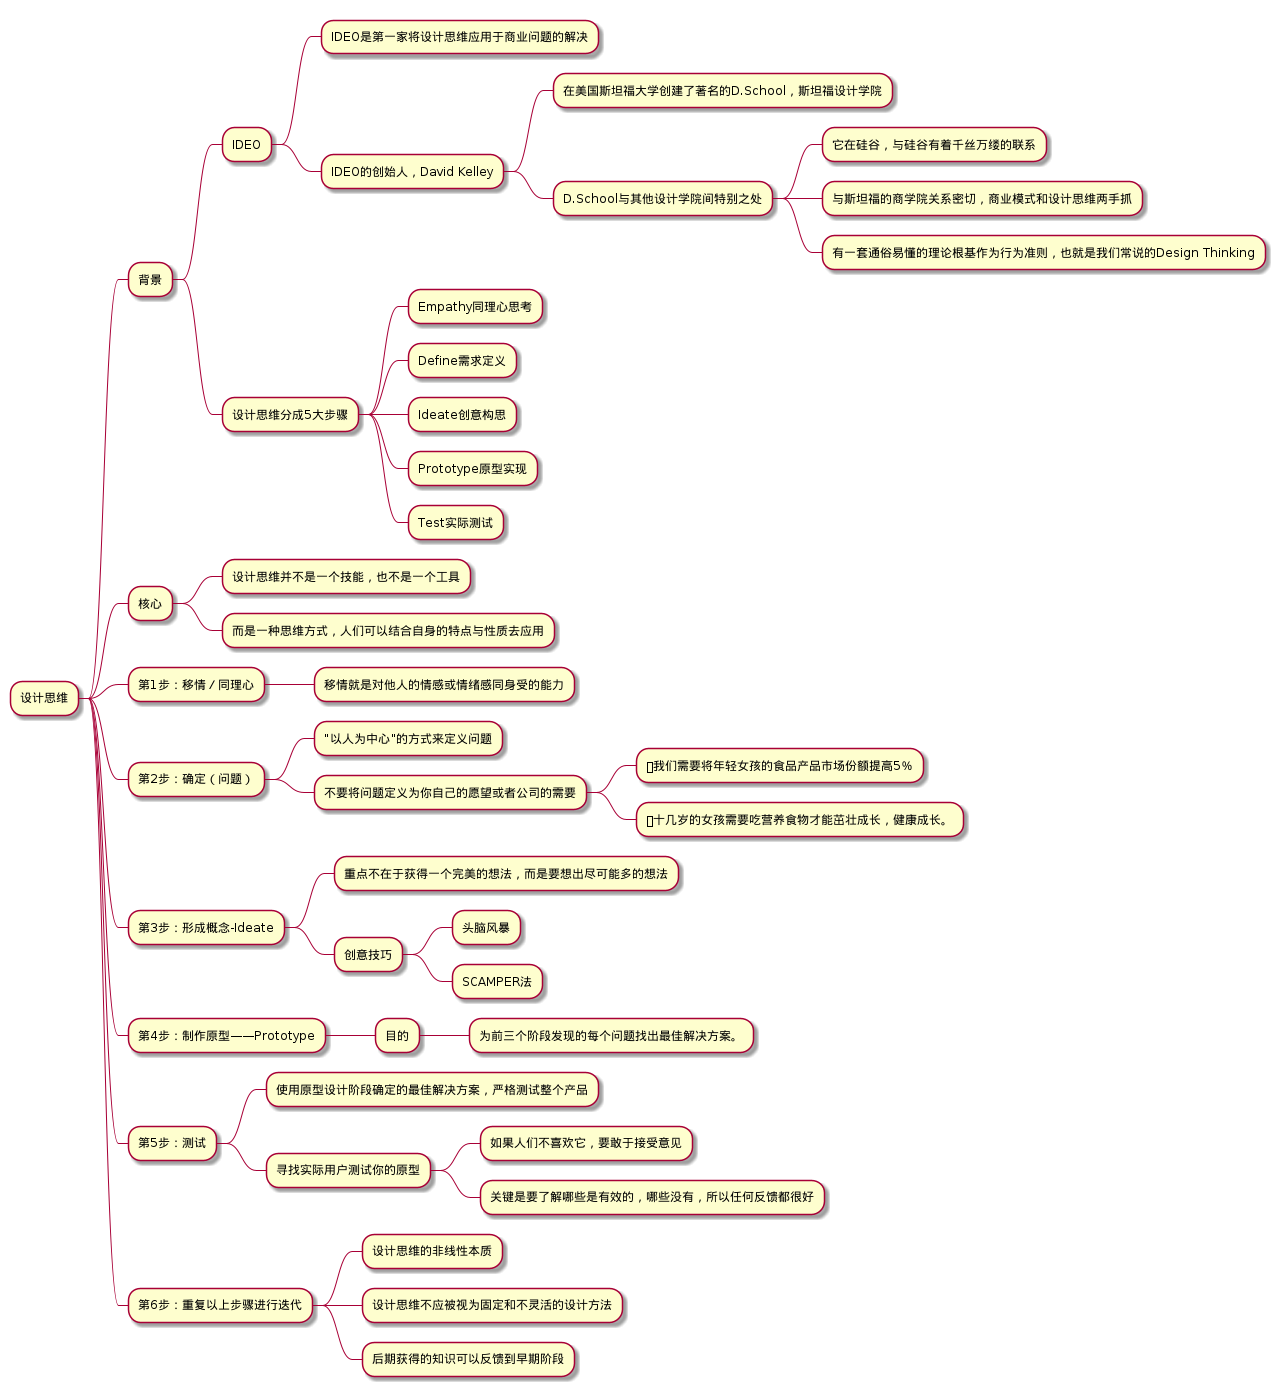 设计思维
背景
IDEO
IDEO是第一家将设计思维应用于商业问题的解决
IDEO的创始人，David Kelley
在美国斯坦福大学创建了著名的D.School，斯坦福设计学院
D.School与其他设计学院间特别之处
它在硅谷，与硅谷有着千丝万缕的联系
与斯坦福的商学院关系密切，商业模式和设计思维两手抓
有一套通俗易懂的理论根基作为行为准则，也就是我们常说的Design Thinking
设计思维分成5大步骤
Empathy同理心思考
Define需求定义
Ideate创意构思
Prototype原型实现
Test实际测试
核心
设计思维并不是一个技能，也不是一个工具
而是一种思维方式，人们可以结合自身的特点与性质去应用
第1步：移情 / 同理心
移情就是对他人的情感或情绪感同身受的能力
第2步：确定（问题）
"以人为中心"的方式来定义问题
不要将问题定义为你自己的愿望或者公司的需要
我们需要将年轻女孩的食品产品市场份额提高5％
十几岁的女孩需要吃营养食物才能茁壮成长，健康成长。
第3步：形成概念-Ideate
重点不在于获得一个完美的想法，而是要想出尽可能多的想法
创意技巧
头脑风暴
SCAMPER法
第4步：制作原型——Prototype
目的
为前三个阶段发现的每个问题找出最佳解决方案。
第5步：测试
使用原型设计阶段确定的最佳解决方案，严格测试整个产品
寻找实际用户测试你的原型
如果人们不喜欢它，要敢于接受意见
关键是要了解哪些是有效的，哪些没有，所以任何反馈都很好
第6步：重复以上步骤进行迭代
设计思维的非线性本质
设计思维不应被视为固定和不灵活的设计方法
后期获得的知识可以反馈到早期阶段